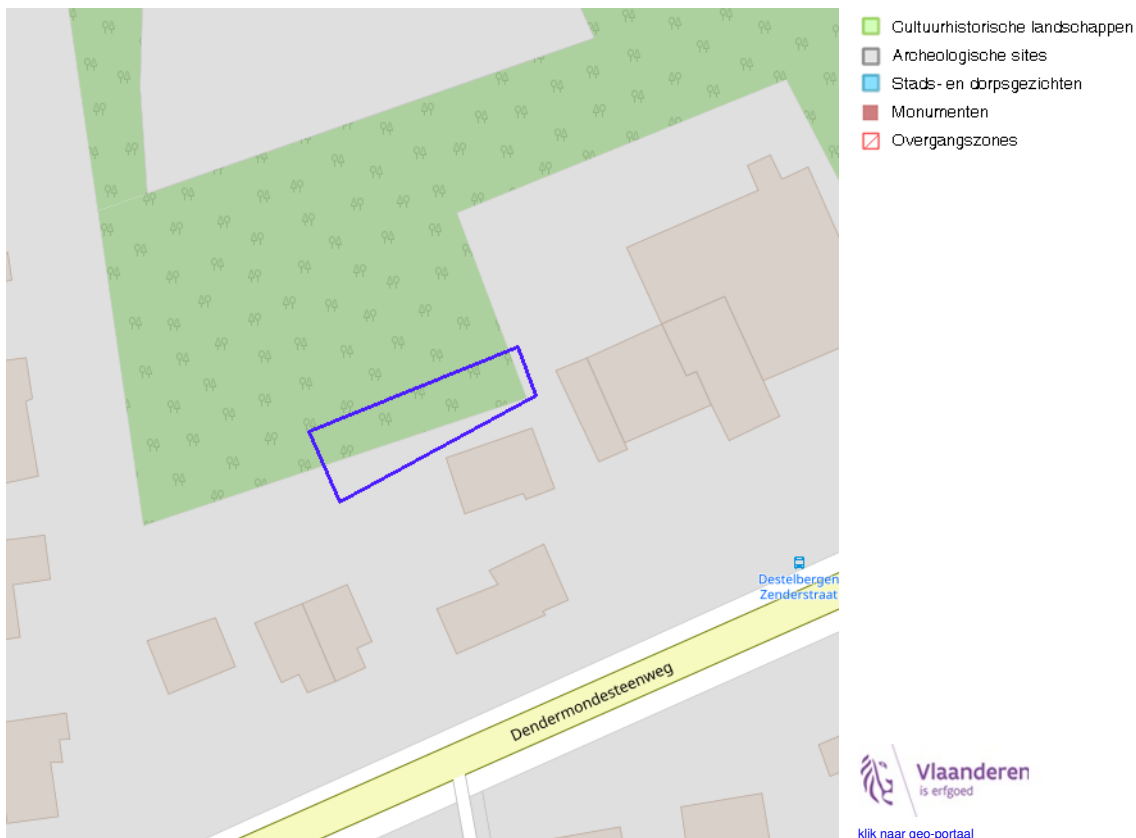 Cultuurhistorische landschappen
Archeologische sites
Stads- en dorpsgezichten
Monumenten
Overgangszones
Destelbergen
Zenderstraat
Dendermondesteenweg
Vlaanderen
is erfgoed
klik naar geo-portaal